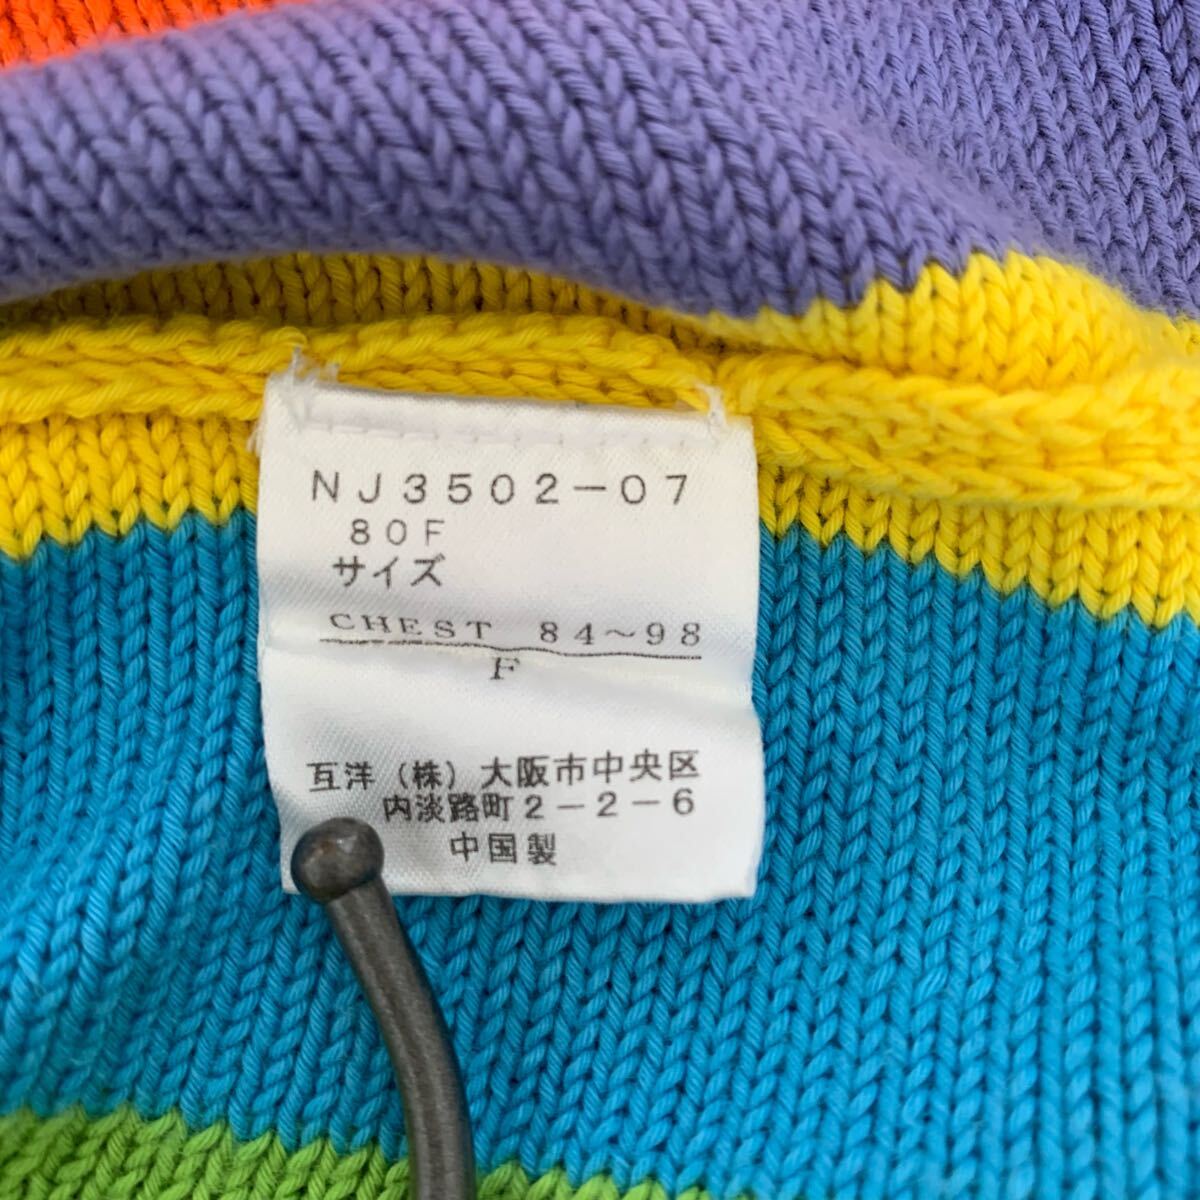 NJ3502-07
80F
サイズ
CHEST 84~98
F
互洋（株）大阪市中央区
内淡路町2-2-6
中国製